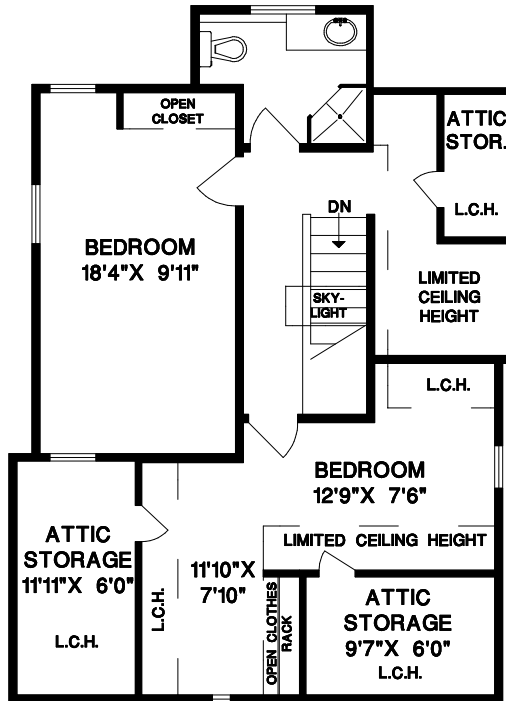 OPEN
CLOSET
ATTIC
STOR.
L.C.H.
DN
BEDROOM
18'4"X 9'11"
SKY-
LIGHT
LIMITED
CEILING
HEIGHT
L.C.H.
BEDROOM
12'9"X 7'6"
LIMITED CEILING HEIGHT
ATTIC
STORAGE
11'11"X 6'0"
L.C.H.
L.C.H.
11'10"X
7'10"
OPEN CLOTHES
RACK
ATTIC
STORAGE
9'7"X 6'0"
L.C.H.